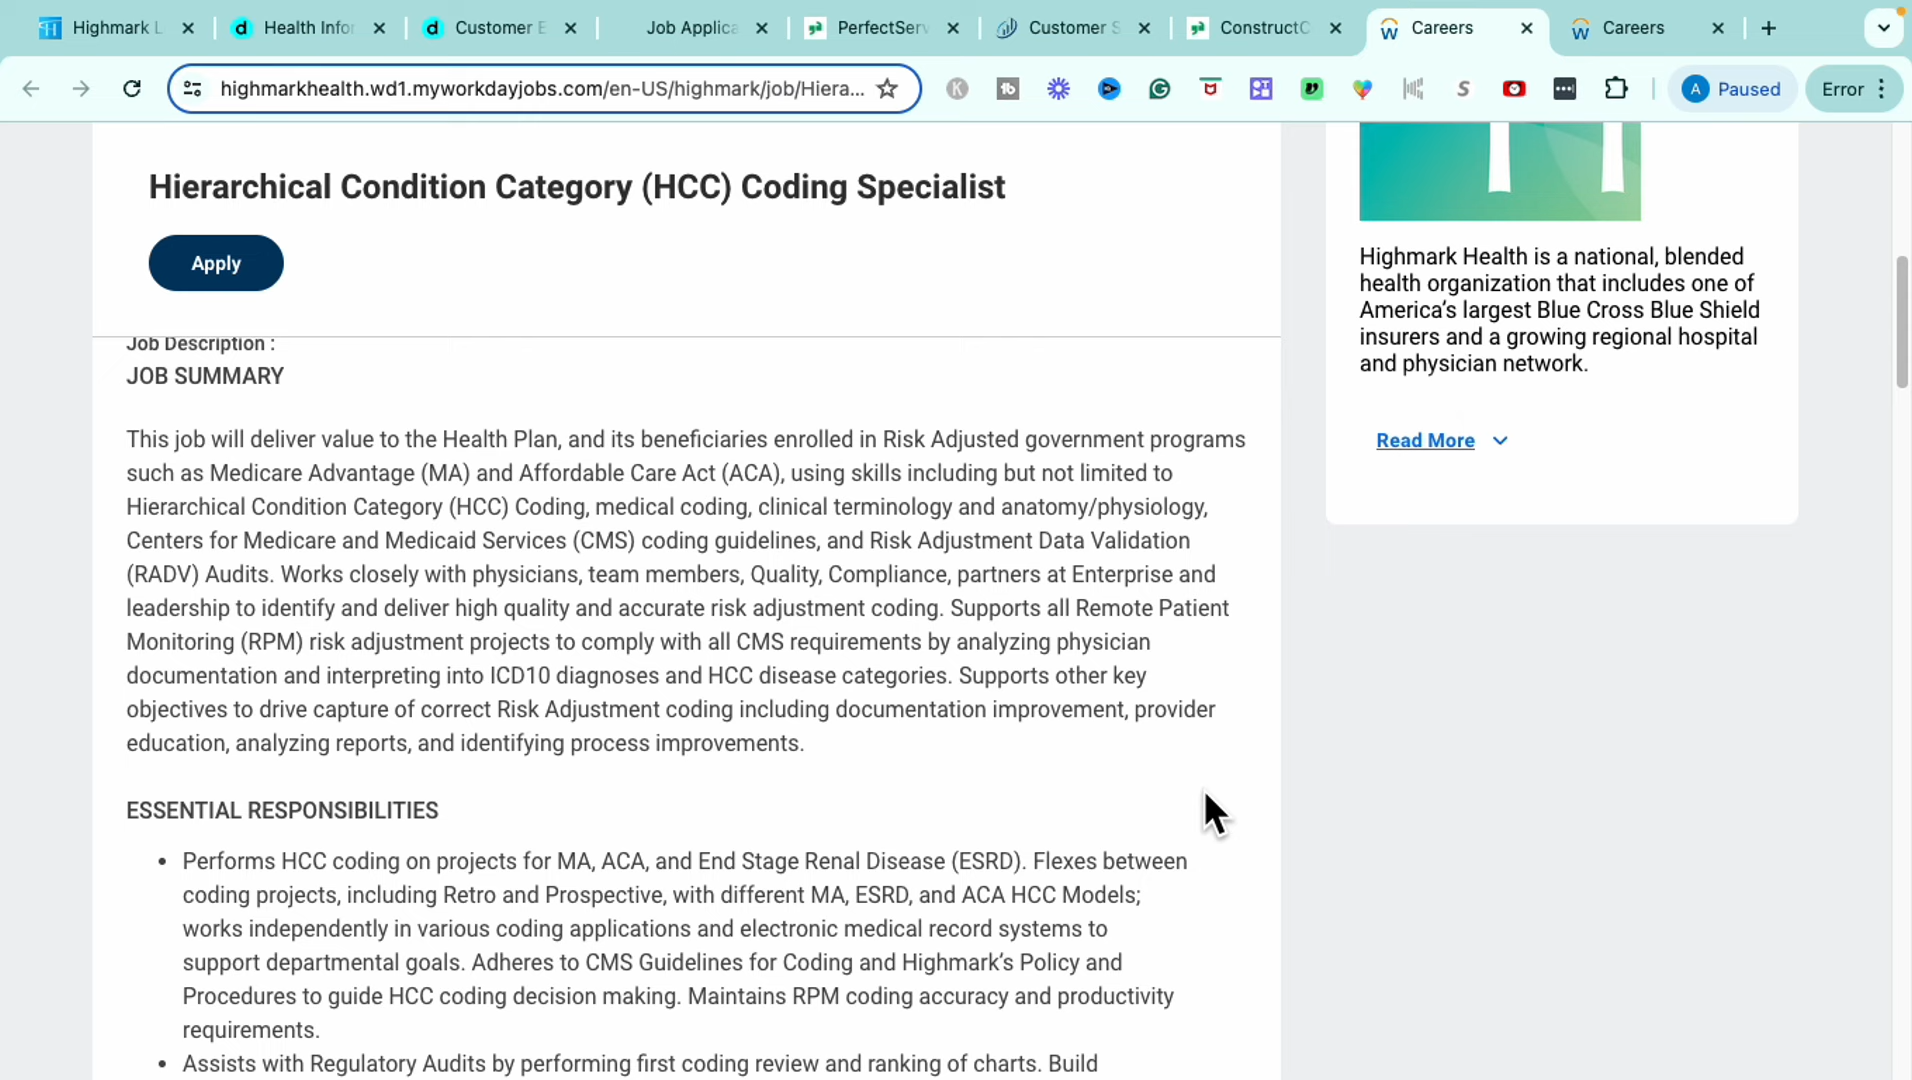 Highmark L
Health Infor
Customer E
Job Applica
PerfectServ
Customer S
ConstructC
Careers
Careers
highmarkhealth.wd1.myworkdayjobs.com/en-US/highmark/job/Hiera...
A Paused
Error
Hierarchical Condition Category (HCC) Coding Specialist
Apply
Job Description :
JOB SUMMARY
This job will deliver value to the Health Plan, and its beneficiaries enrolled in Risk Adjusted government programs
such as Medicare Advantage (MA) and Affordable Care Act (ACA), using skills including but not limited to
Hierarchical Condition Category (HCC) Coding, medical coding, clinical terminology and anatomy/physiology,
Centers for Medicare and Medicaid Services (CMS) coding guidelines, and Risk Adjustment Data Validation
(RADV) Audits. Works closely with physicians, team members, Quality, Compliance, partners at Enterprise and
leadership to identify and deliver high quality and accurate risk adjustment coding. Supports all Remote Patient
Monitoring (RPM) risk adjustment projects to comply with all CMS requirements by analyzing physician
documentation and interpreting into ICD10 diagnoses and HCC disease categories. Supports other key
objectives to drive capture of correct Risk Adjustment coding including documentation improvement, provider
education, analyzing reports, and identifying process improvements.
ESSENTIAL RESPONSIBILITIES
• Performs HCC coding on projects for MA, ACA, and End Stage Renal Disease (ESRD). Flexes between
coding projects, including Retro and Prospective, with different MA, ESRD, and ACA HCC Models;
works independently in various coding applications and electronic medical record systems to
support departmental goals. Adheres to CMS Guidelines for Coding and Highmark's Policy and
Procedures to guide HCC coding decision making. Maintains RPM coding accuracy and productivity
requirements.
• Assists with Regulatory Audits by performing first coding review and ranking of charts. Build
Highmark Health is a national, blended
health organization that includes one of
America's largest Blue Cross Blue Shield
insurers and a growing regional hospital
and physician network.
Read More